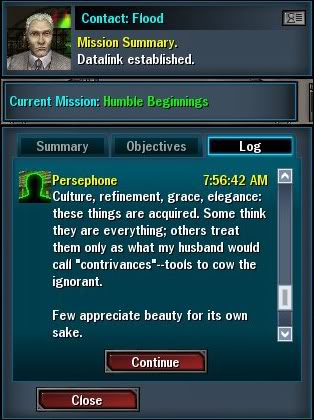 Contact: Flood
Mission Summary.
Datalink established.
Current Mission: Humble Beginnings
Summary Objectives Log
Persephone 7:56:42 AM
Culture, refinement, grace, elegance:
these things are acquired. Some think
they are everything; others treat
them only as what my husband would
call "contrivances"--tools to cow the
ignorant.
Few appreciate beauty for its own
sake.
Continue
Close